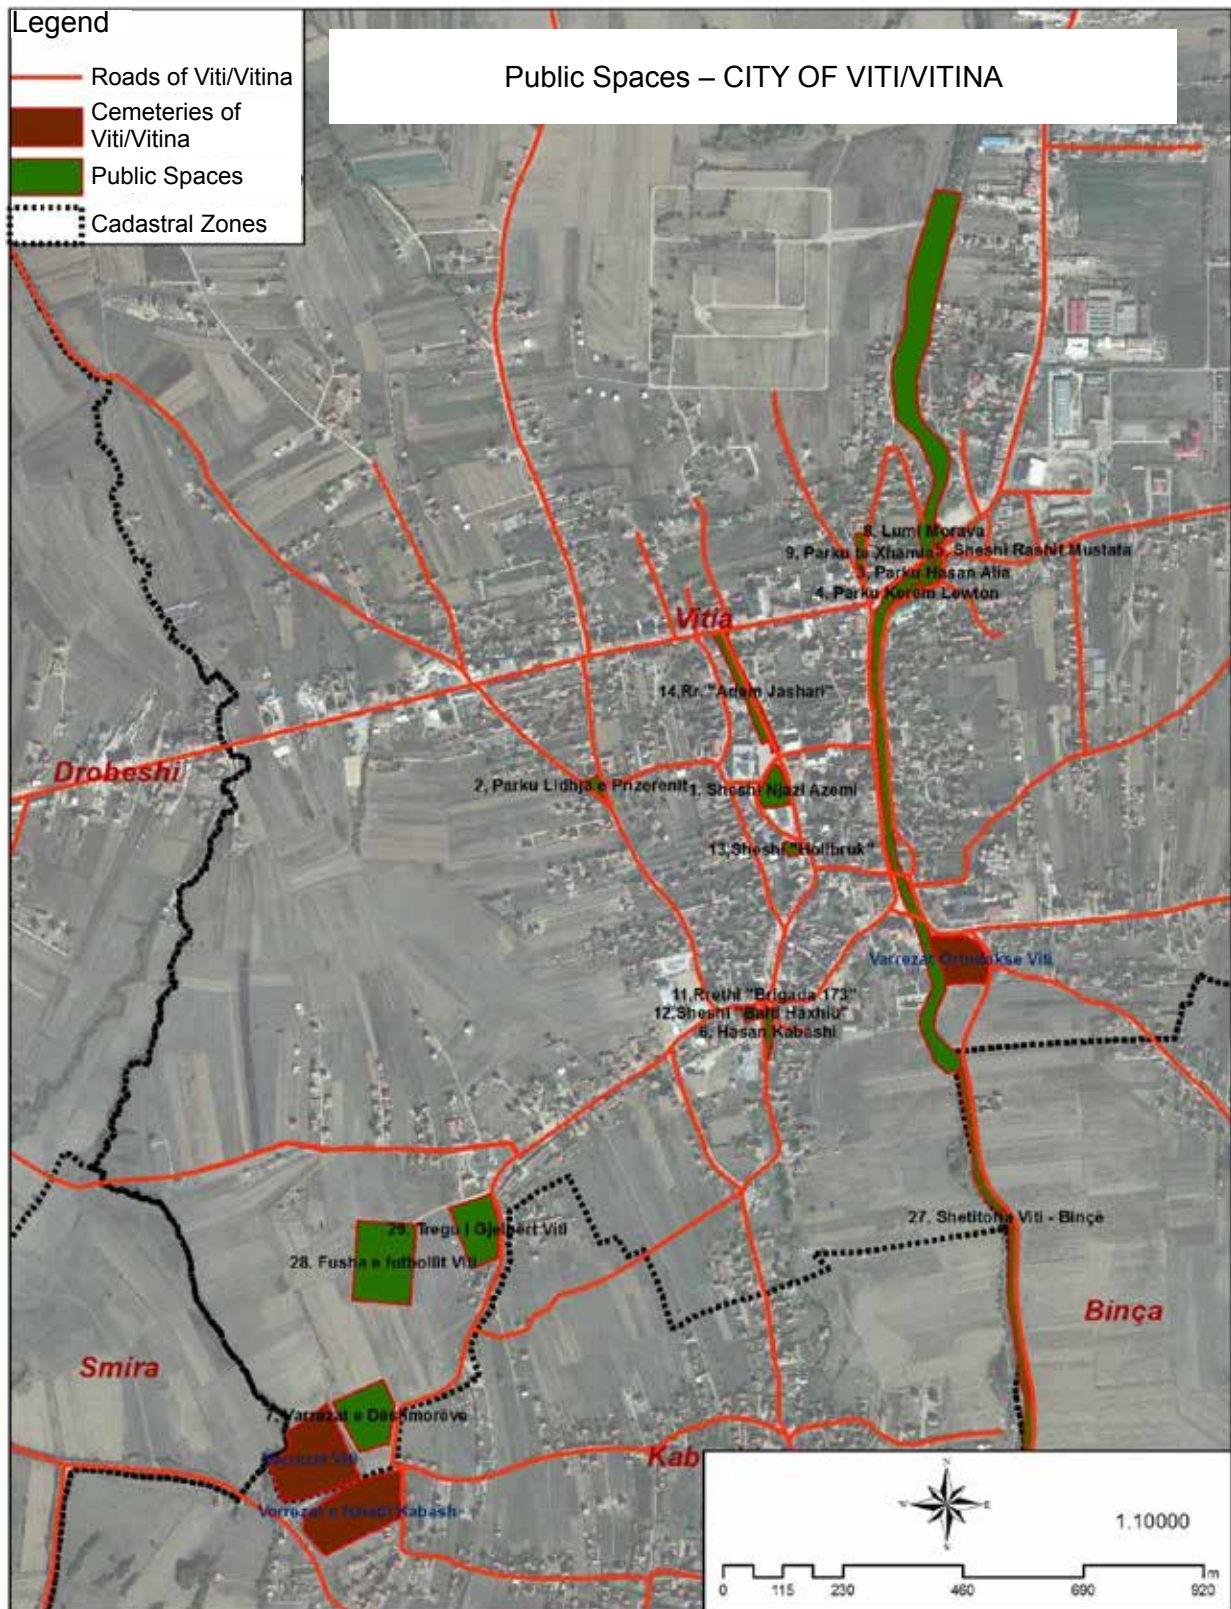 Legend
Roads of Viti/Vitina
Cemeteries of
Viti/Vitina
Public Spaces
Cadastral Zones
Public Spaces – CITY OF VITI/VITINA
8. Lumi Morava
9. Parku te Xhamia
5. Sheshi Rashit Mustafa
3. Parku Hasan Alia
4. Parku Kerem Lewton
Vitia
14,Rr. "Adem Jashari"
Drobeshi
2, Parku Lidhja e Prizerenit
1. Sheshi Njazi Azemi
13,Sheshi "Hollbruk"
Varrezat Ortodokse Viti
11,Rrethi "Brigada 173"
12,Sheshi "Bard Haxhiu"
6. Hasan Kabashi
27. Shetitorja Viti - Binçë
29. Tregu i Gjelbërt Viti
28. Fusha e futbollit Viti
Binça
Smira
7. Varrezat e Dëshmorëve
Varrezat Viti
Kab
Vorrezat e fshatit Kabash
N
W
E
S
1.10000
0 115 230 460 690 920 m